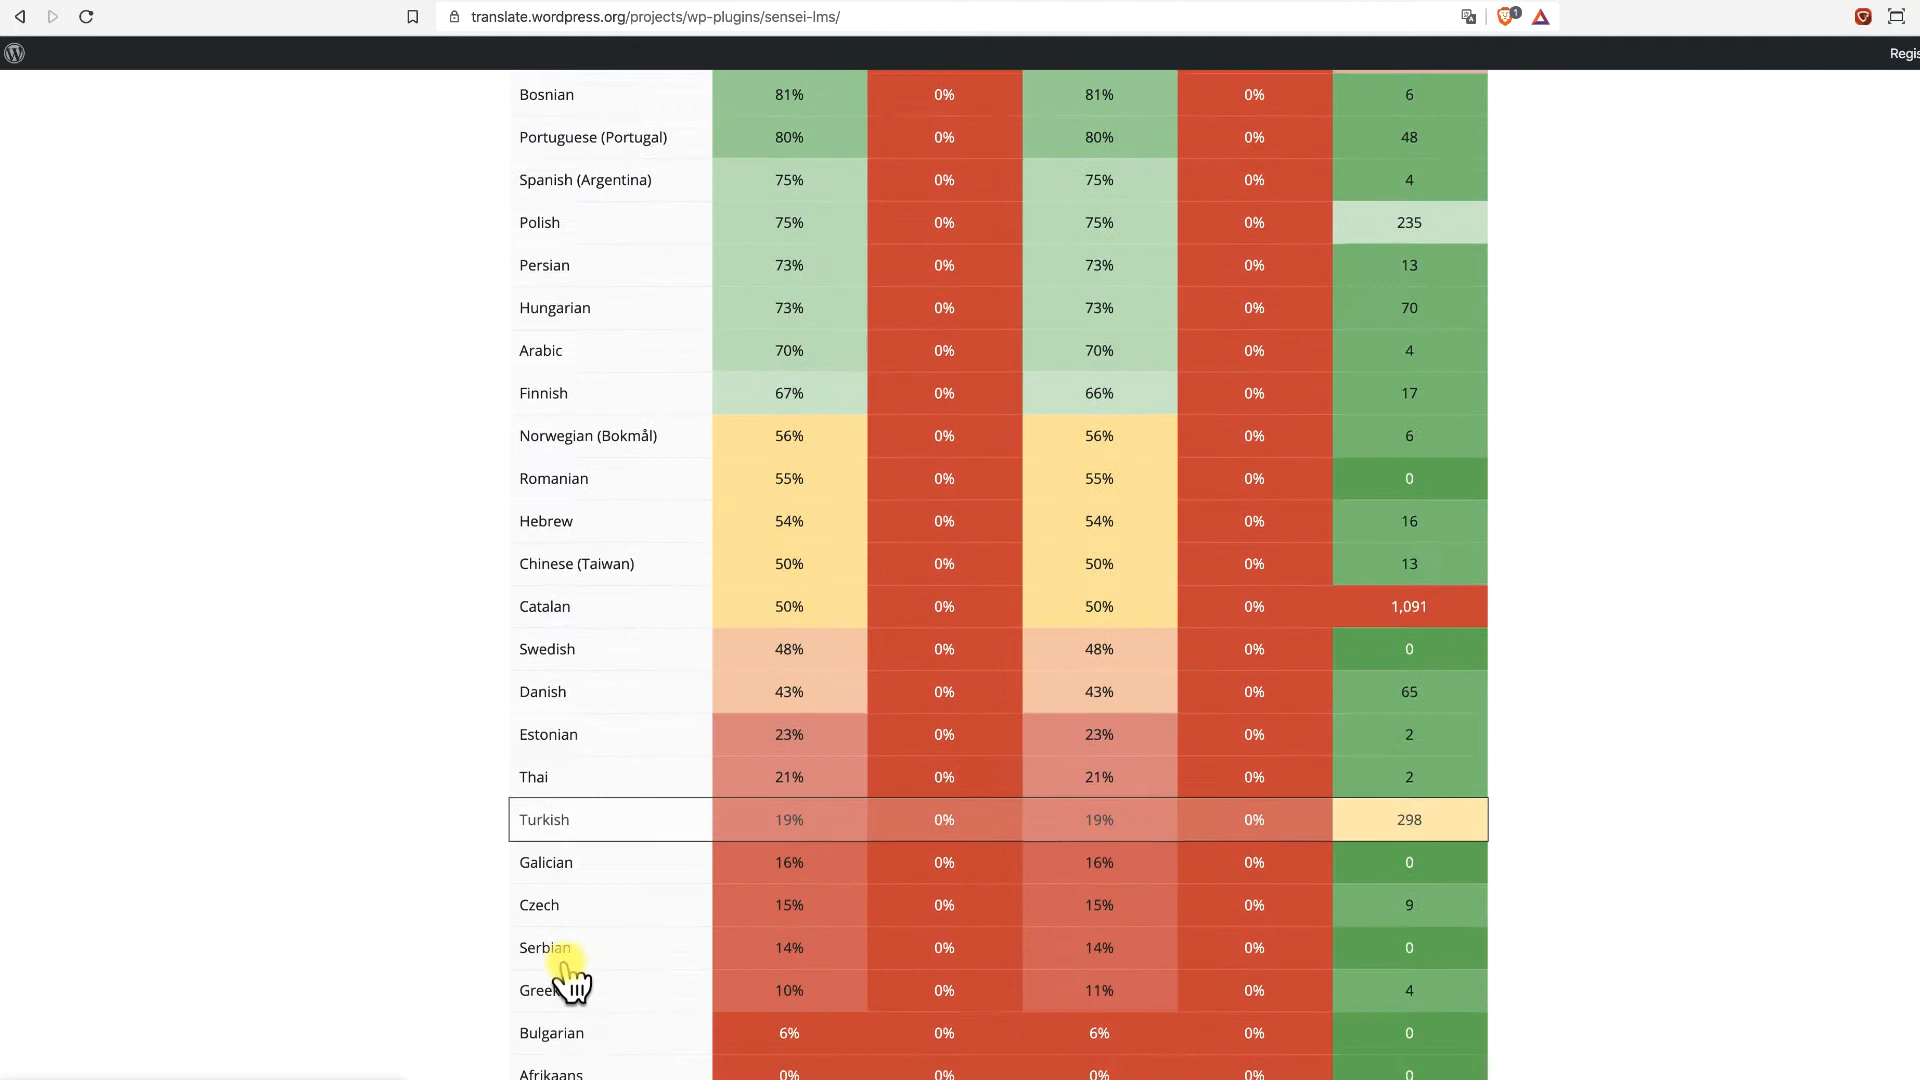 translate.wordpress.org/projects/wp-plugins/sensei-lms/
1
Regis
Bosnian 81% 0% 81% 0% 6
Portuguese (Portugal) 80% 0% 80% 0% 48
Spanish (Argentina) 75% 0% 75% 0% 4
Polish 75% 0% 75% 0% 235
Persian 73% 0% 73% 0% 13
Hungarian 73% 0% 73% 0% 70
Arabic 70% 0% 70% 0% 4
Finnish 67% 0% 66% 0% 17
Norwegian (Bokmål) 56% 0% 56% 0% 6
Romanian 55% 0% 55% 0% 0
Hebrew 54% 0% 54% 0% 16
Chinese (Taiwan) 50% 0% 50% 0% 13
Catalan 50% 0% 50% 0% 1,091
Swedish 48% 0% 48% 0% 0
Danish 43% 0% 43% 0% 65
Estonian 23% 0% 23% 0% 2
Thai 21% 0% 21% 0% 2
Turkish 19% 0% 19% 0% 298
Galician 16% 0% 16% 0% 0
Czech 15% 0% 15% 0% 9
Serbian 14% 0% 14% 0% 0
Greek 10% 0% 11% 0% 4
Bulgarian 6% 0% 6% 0% 0
Afrikaans 0% 0% 0% 0% 0